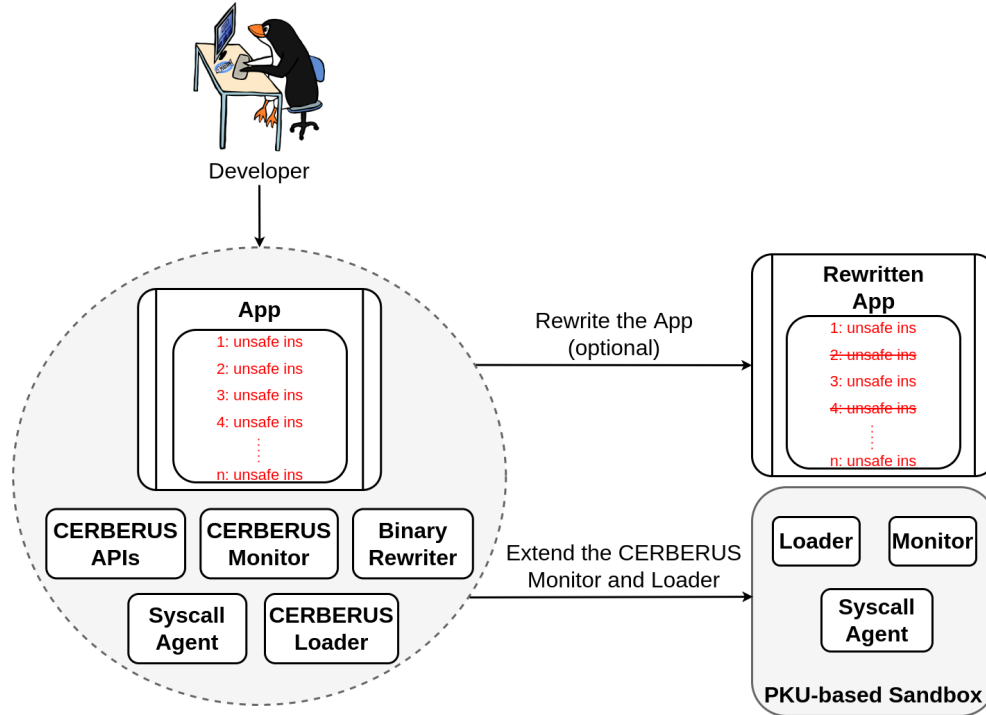 Developer
App
1: unsafe ins
2: unsafe ins
3: unsafe ins
4: unsafe ins
n: unsafe ins
CERBERUS
APIs
CERBERUS
Monitor
Binary
Rewriter
Syscall
Agent
CERBERUS
Loader
Rewrite the App
(optional)
Extend the CERBERUS
Monitor and Loader
Rewritten
App
1: unsafe ins
2: unsafe ins
3: unsafe ins
4: unsafe ins
n: unsafe ins
Loader
Monitor
Syscall
Agent
PKU-based Sandbox